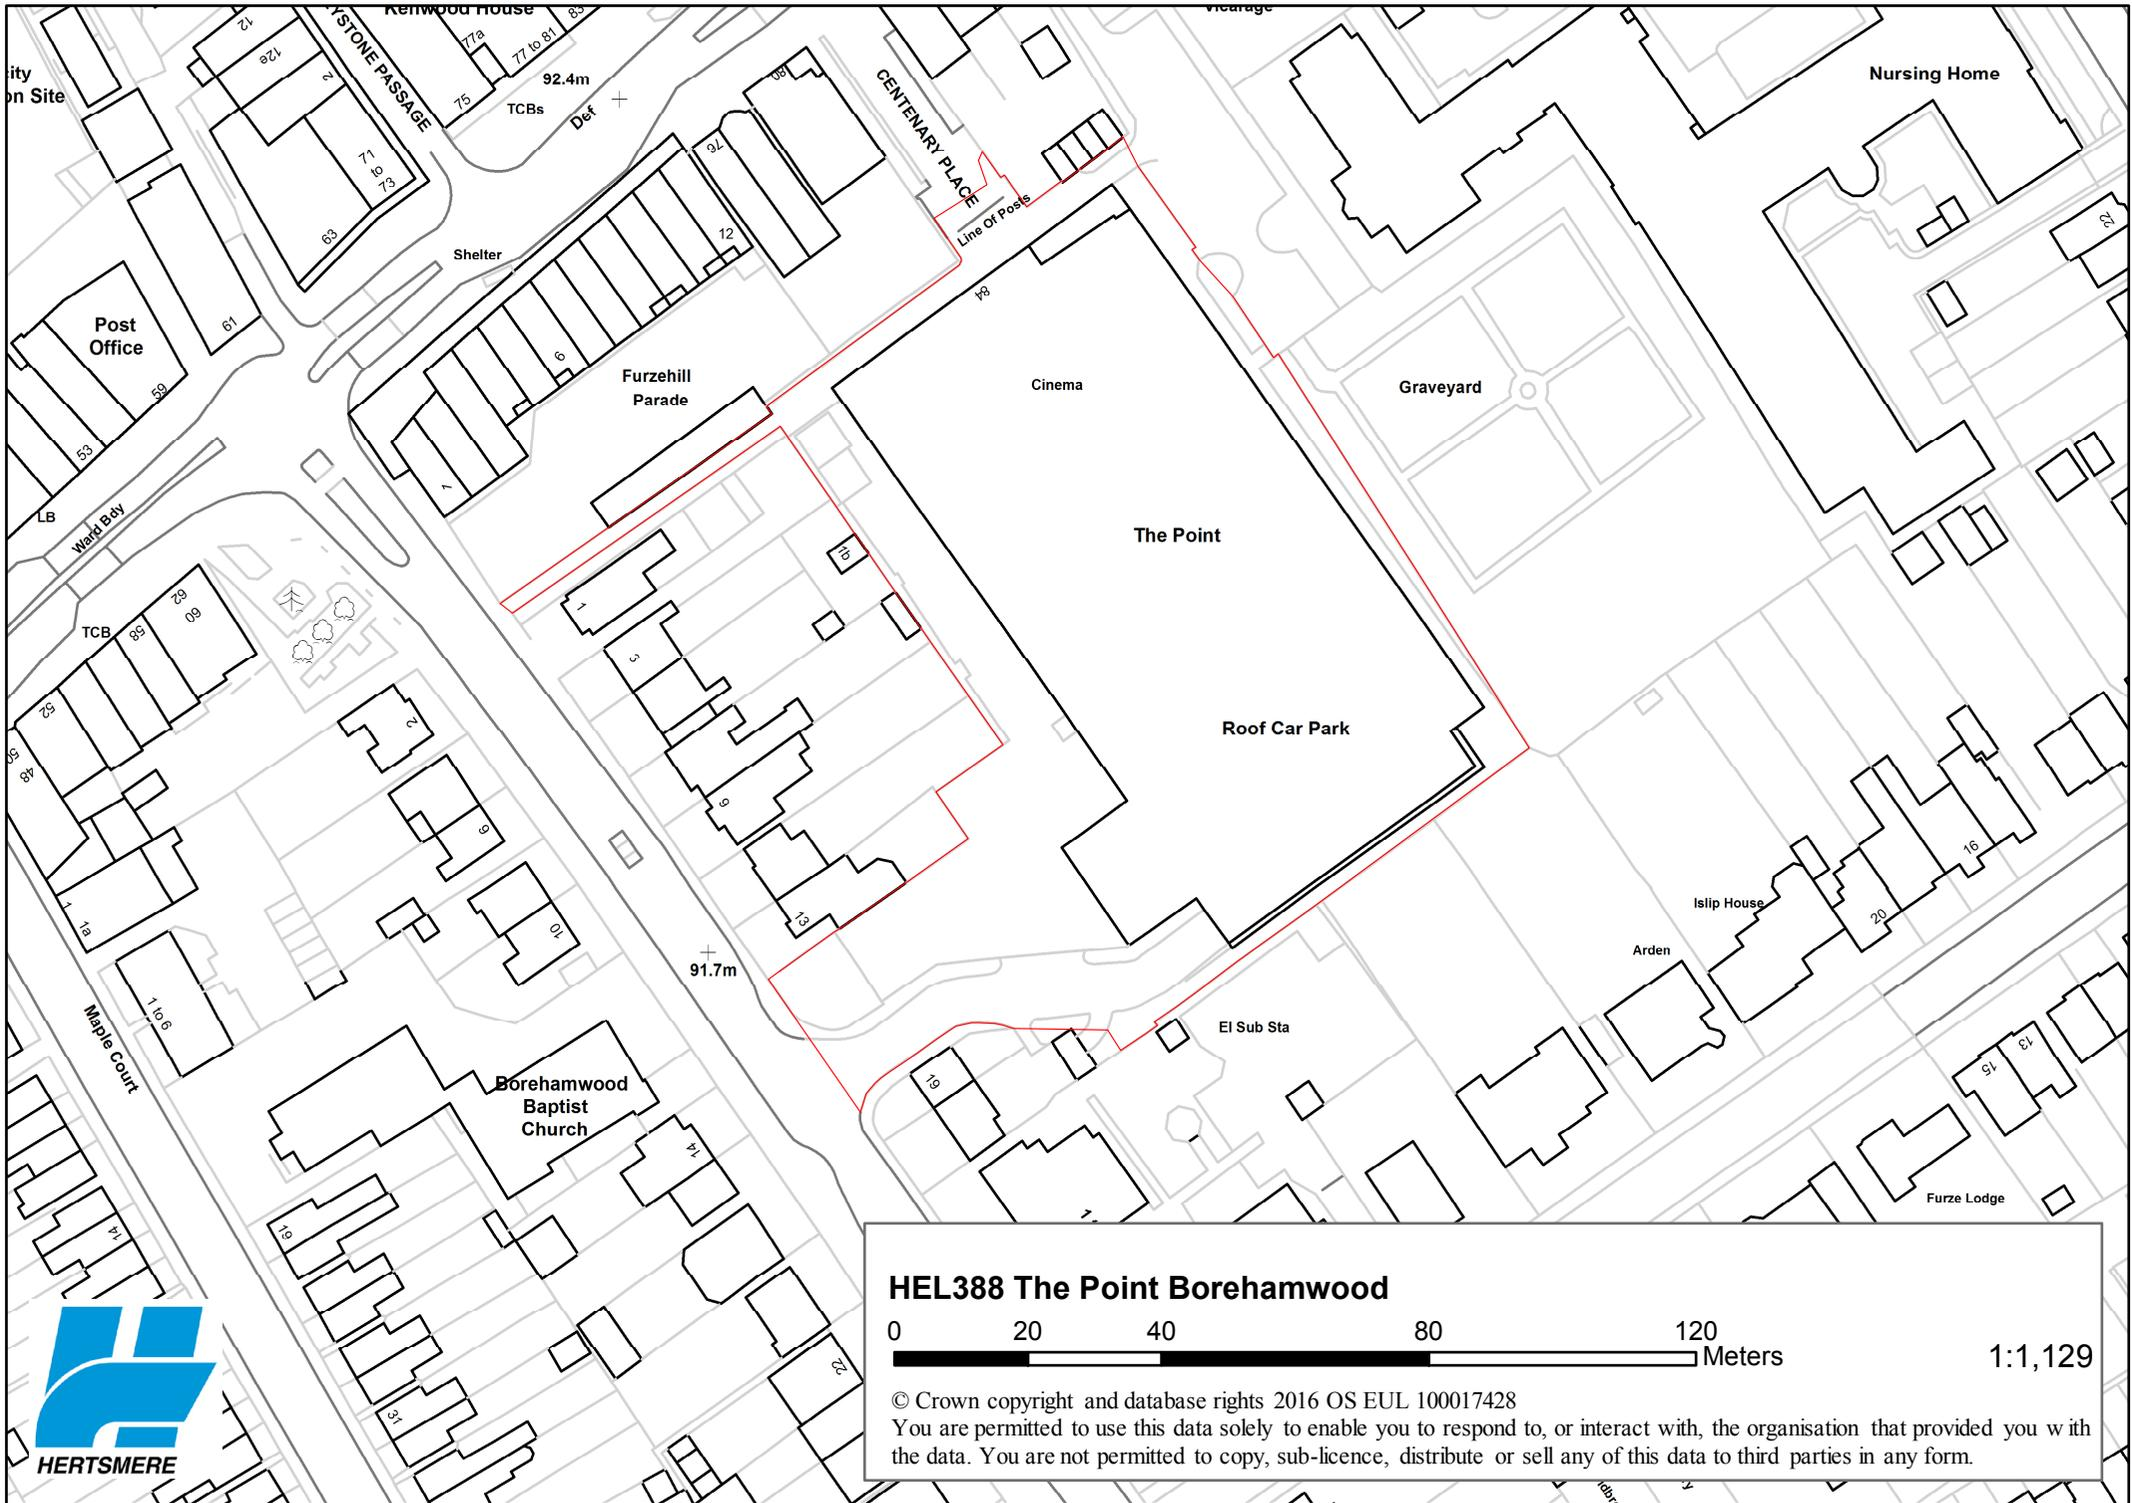 Kenwood House
Vicarage
83
12
12e
2
77a
77 to 81
75
92.4m
TCBs
Def
80
CENTENARY PLACE
Nursing Home
on Site
71
to
73
63
76
12
Line Of Posts
Shelter
22
84
Post
Office
61
59
53
6
Furzehill
Parade
Cinema
Graveyard
LB
Ward Bdy
The Point
1b
1
3
62
60
TCB
58
52
50
48
2
6
9
Roof Car Park
13
10
1
1a
91.7m
Islip House
16
20
Arden
1 to 6
Maple Court
El Sub Sta
13
15
19
Borehamwood
Baptist
Church
14
19
14
Furze Lodge
22
31
HERTSMERE
HEL388 The Point Borehamwood
0 20 40 80 120
Meters
1:1,129
© Crown copyright and database rights 2016 OS EUL 100017428
You are permitted to use this data solely to enable you to respond to, or interact with, the organisation that provided you with
the data. You are not permitted to copy, sub-licence, distribute or sell any of this data to third parties in any form.